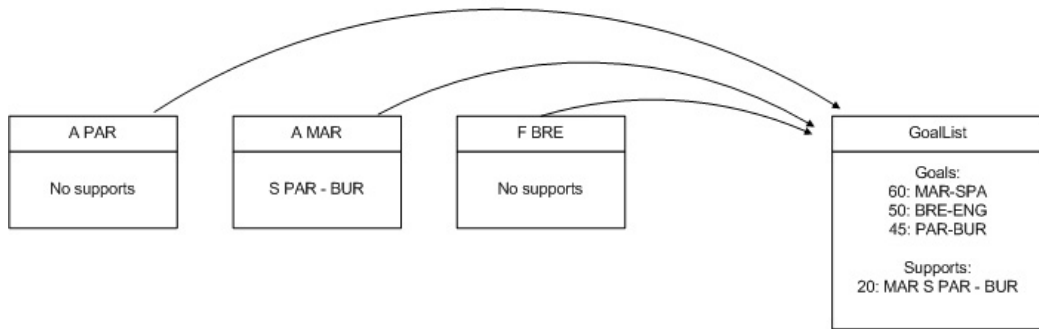 A PAR
No supports
A MAR
S PAR - BUR
F BRE
No supports
GoalList
Goals:
60: MAR-SPA
50: BRE-ENG
45: PAR-BUR
Supports:
20: MAR S PAR - BUR